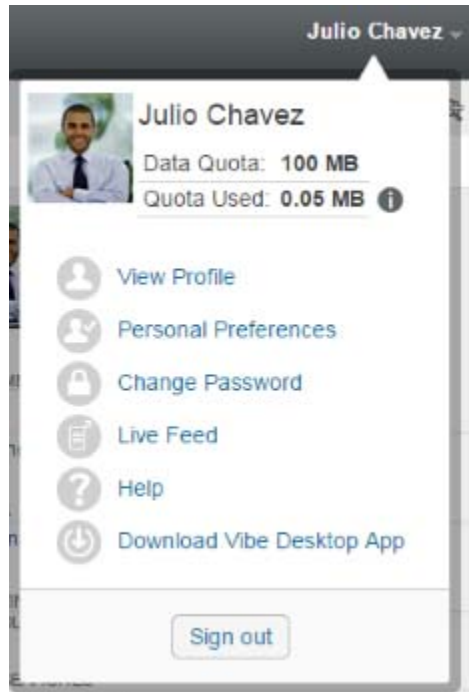 Julio Chavez
Julio Chavez
Data Quota: 100 MB
Quota Used: 0.05 MB
View Profile
Personal Preferences
Change Password
Live Feed
Help
Download Vibe Desktop App
Sign out